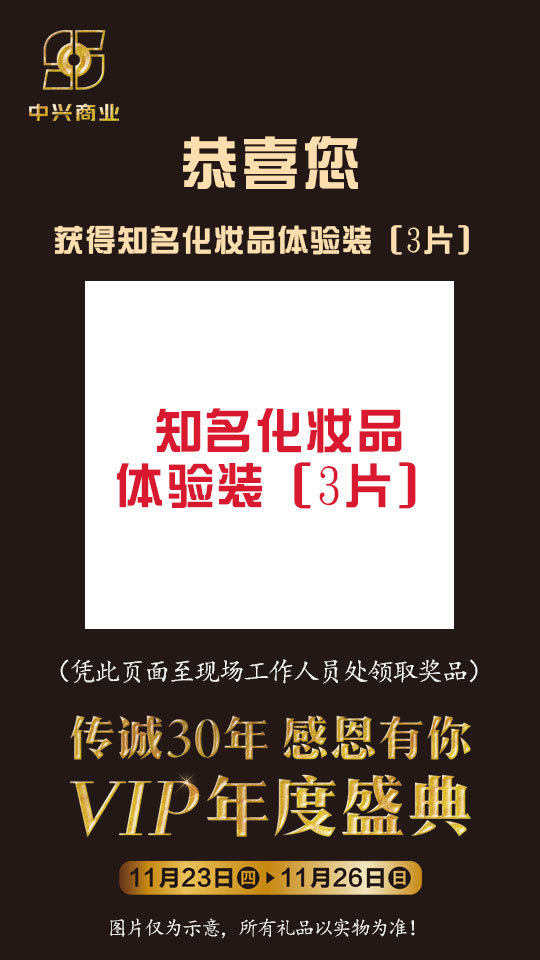 中兴商业
恭喜您
获得知名化妆品体验装〔3片〕
知名化妆品
体验装〔3片〕
（凭此页面至现场工作人员处领取奖品）
传诚30年 感恩有你
VIP年度盛典
11月23日四▶11月26日日
图片仅为示意，所有礼品以实物为准！